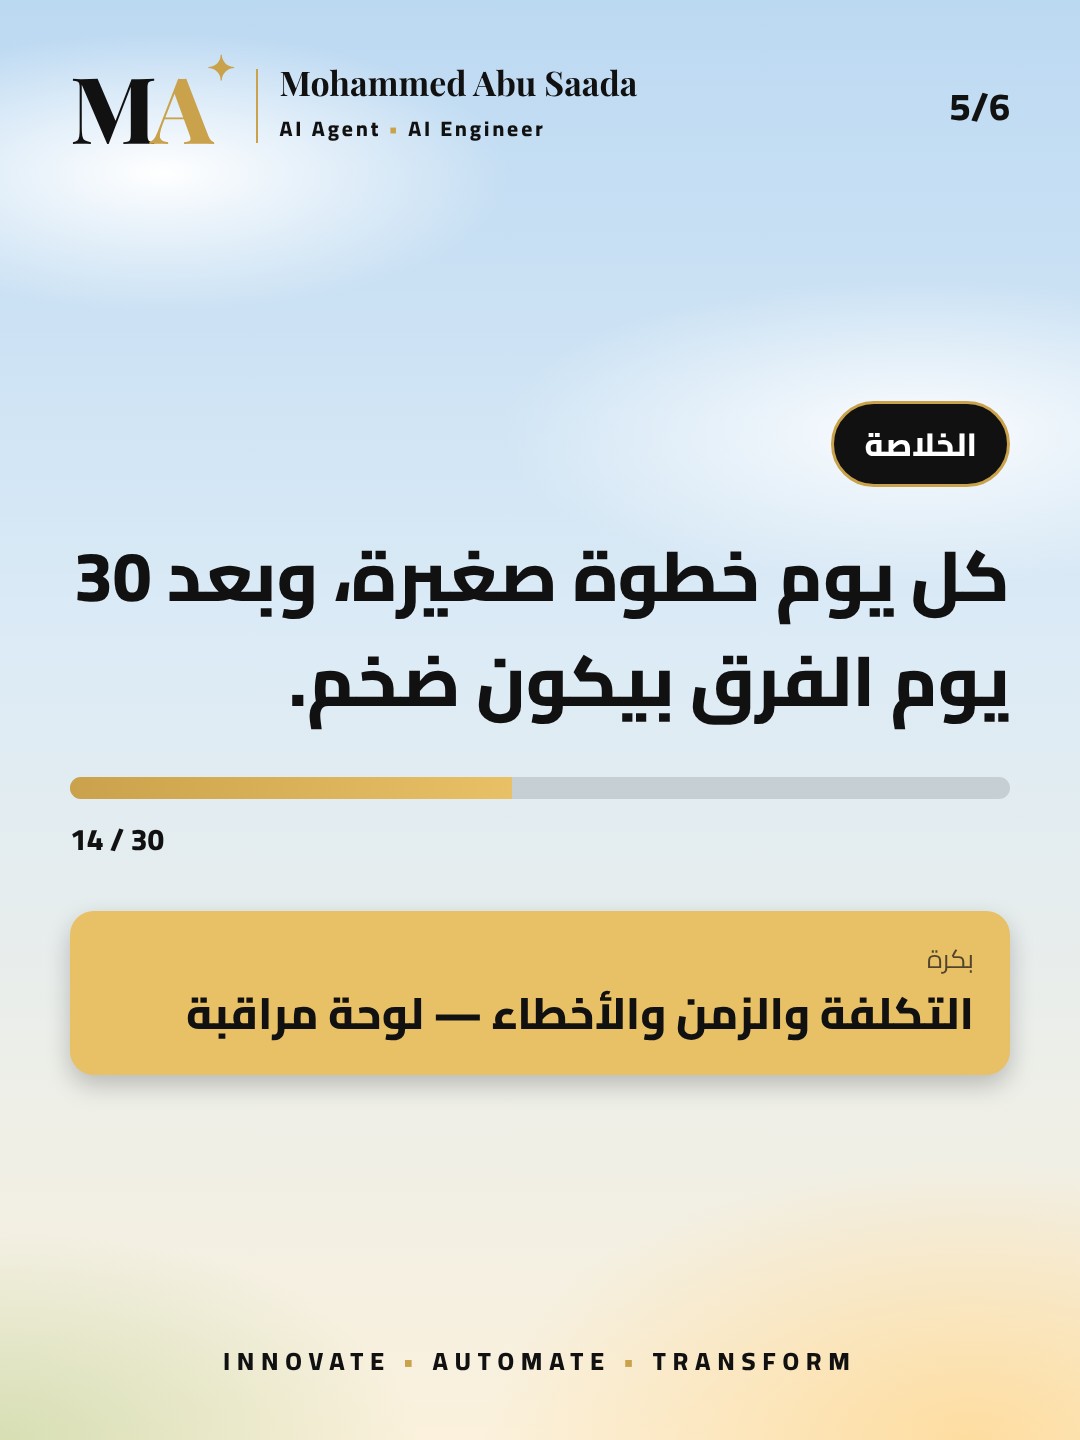 MA
Mohammed Abu Saada
AI Agent ▪ AI Engineer
5/6
الخلاصة
كل يوم خطوة صغيرة، وبعد 30
يوم الفرق بيكون ضخم.
14 / 30
بكرة
التكلفة والزمن والأخطاء — لوحة مراقبة
INNOVATE ▪ AUTOMATE ▪ TRANSFORM